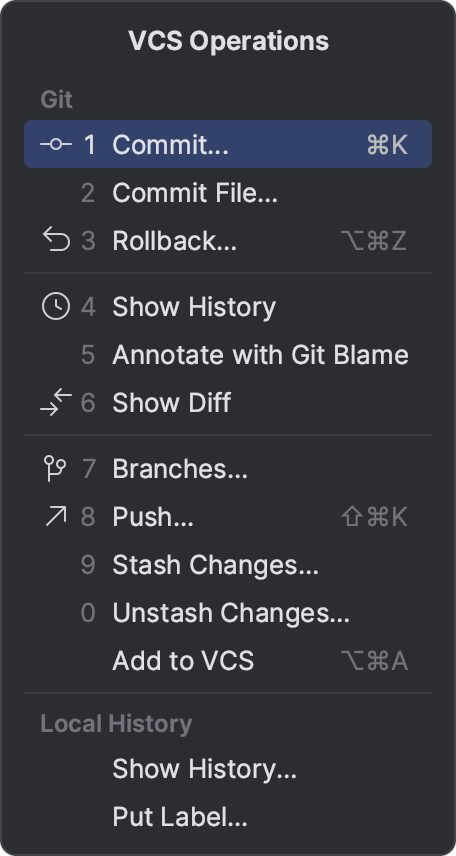 VCS Operations
Git
1 Commit... ⌘K
2 Commit File...
3 Rollback... ⌥⌘Z
4 Show History
5 Annotate with Git Blame
6 Show Diff
7 Branches...
8 Push... ⇧⌘K
9 Stash Changes...
0 Unstash Changes...
Add to VCS ⌥⌘A
Local History
Show History...
Put Label...